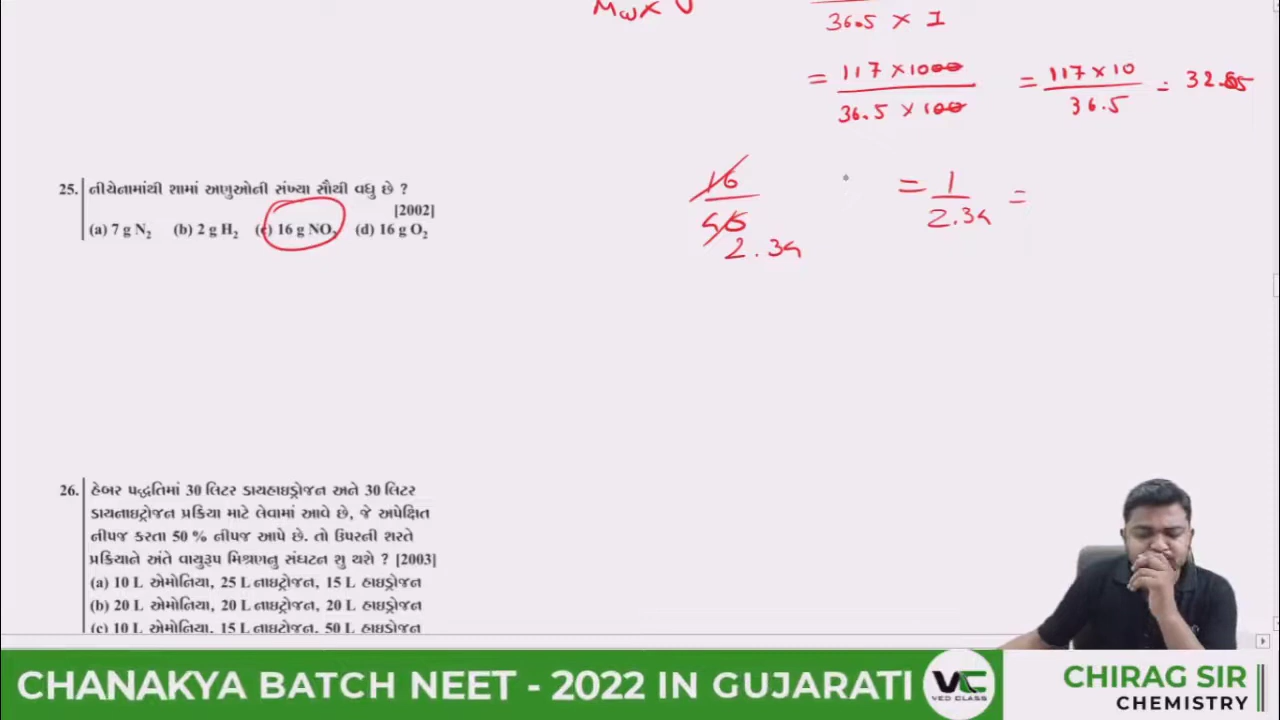 Mw x V
36.5 x 1
= 117 x 1000 = 117 x 10 = 32.05
36.5 x 100 36.5
16 = 1 =
2.34
2.34
25. નીચેનામાંથી શામાં અણુઓની સંખ્યા સૌથી વધુ છે ?
[2002]
(a) 7 g N₂ (b) 2 g H₂ (c) 16 g NO₂ (d) 16 g O₂
26. હેબર પદ્ધતિમાં 30 લિટર ડાયહાઇડ્રોજન અને 30 લિટર
ડાયનાઇટ્રોજન પ્રક્રિયા માટે લેવામાં આવે છે, જે અપેક્ષિત
નીપજ કરતા 50 % નીપજ આપે છે. તો ઉપરની શરતે
પ્રક્રિયાને અંતે વાયુરૂપ મિશ્રણનુ સંઘટન શુ થશે ? [2003]
(a) 10 L એમોનિયા, 25 L નાઇટ્રોજન, 15 L હાઇડ્રોજન
(b) 20 L એમોનિયા, 20 L નાઇટ્રોજન, 20 L હાઇડ્રોજન
(c) 10 L એમોનિયા, 15 L નાઇટ્રોજન, 50 L હાઇડ્રોજન
CHANAKYA BATCH NEET - 2022 IN GUJARATI
VC
VED CLASS
CHIRAG SIR
CHEMISTRY